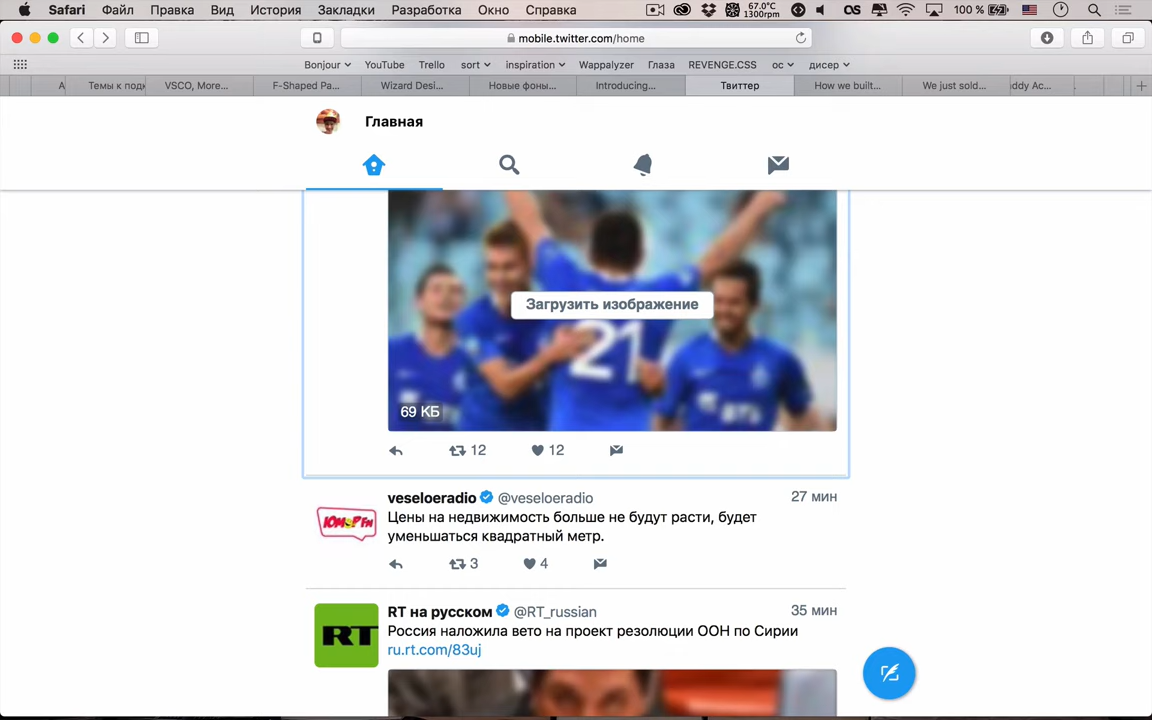 Safari Файл Правка Вид История Закладки Разработка Окно Справка 67.0°C 1300rpm 100 %
mobile.twitter.com/home
Bonjour YouTube Trello sort inspiration Wappalyzer Глаза REVENGE.CSS ос дисер
А Темы к подк VSCO, More... F-Shaped Pa... Wizard Desi... Новые фоны... Introducing... Твиттер How we built... We just sold... ddy Ac...
Главная
21
Загрузить изображение
69 КБ
12 12
veseloeradio @veseloeradio 27 мин
Цены на недвижимость больше не будут расти, будет
уменьшаться квадратный метр.
ЮМОР FM
3 4
RT на русском @RT_russian 35 мин
RT
Россия наложила вето на проект резолюции ООН по Сирии
ru.rt.com/83uj